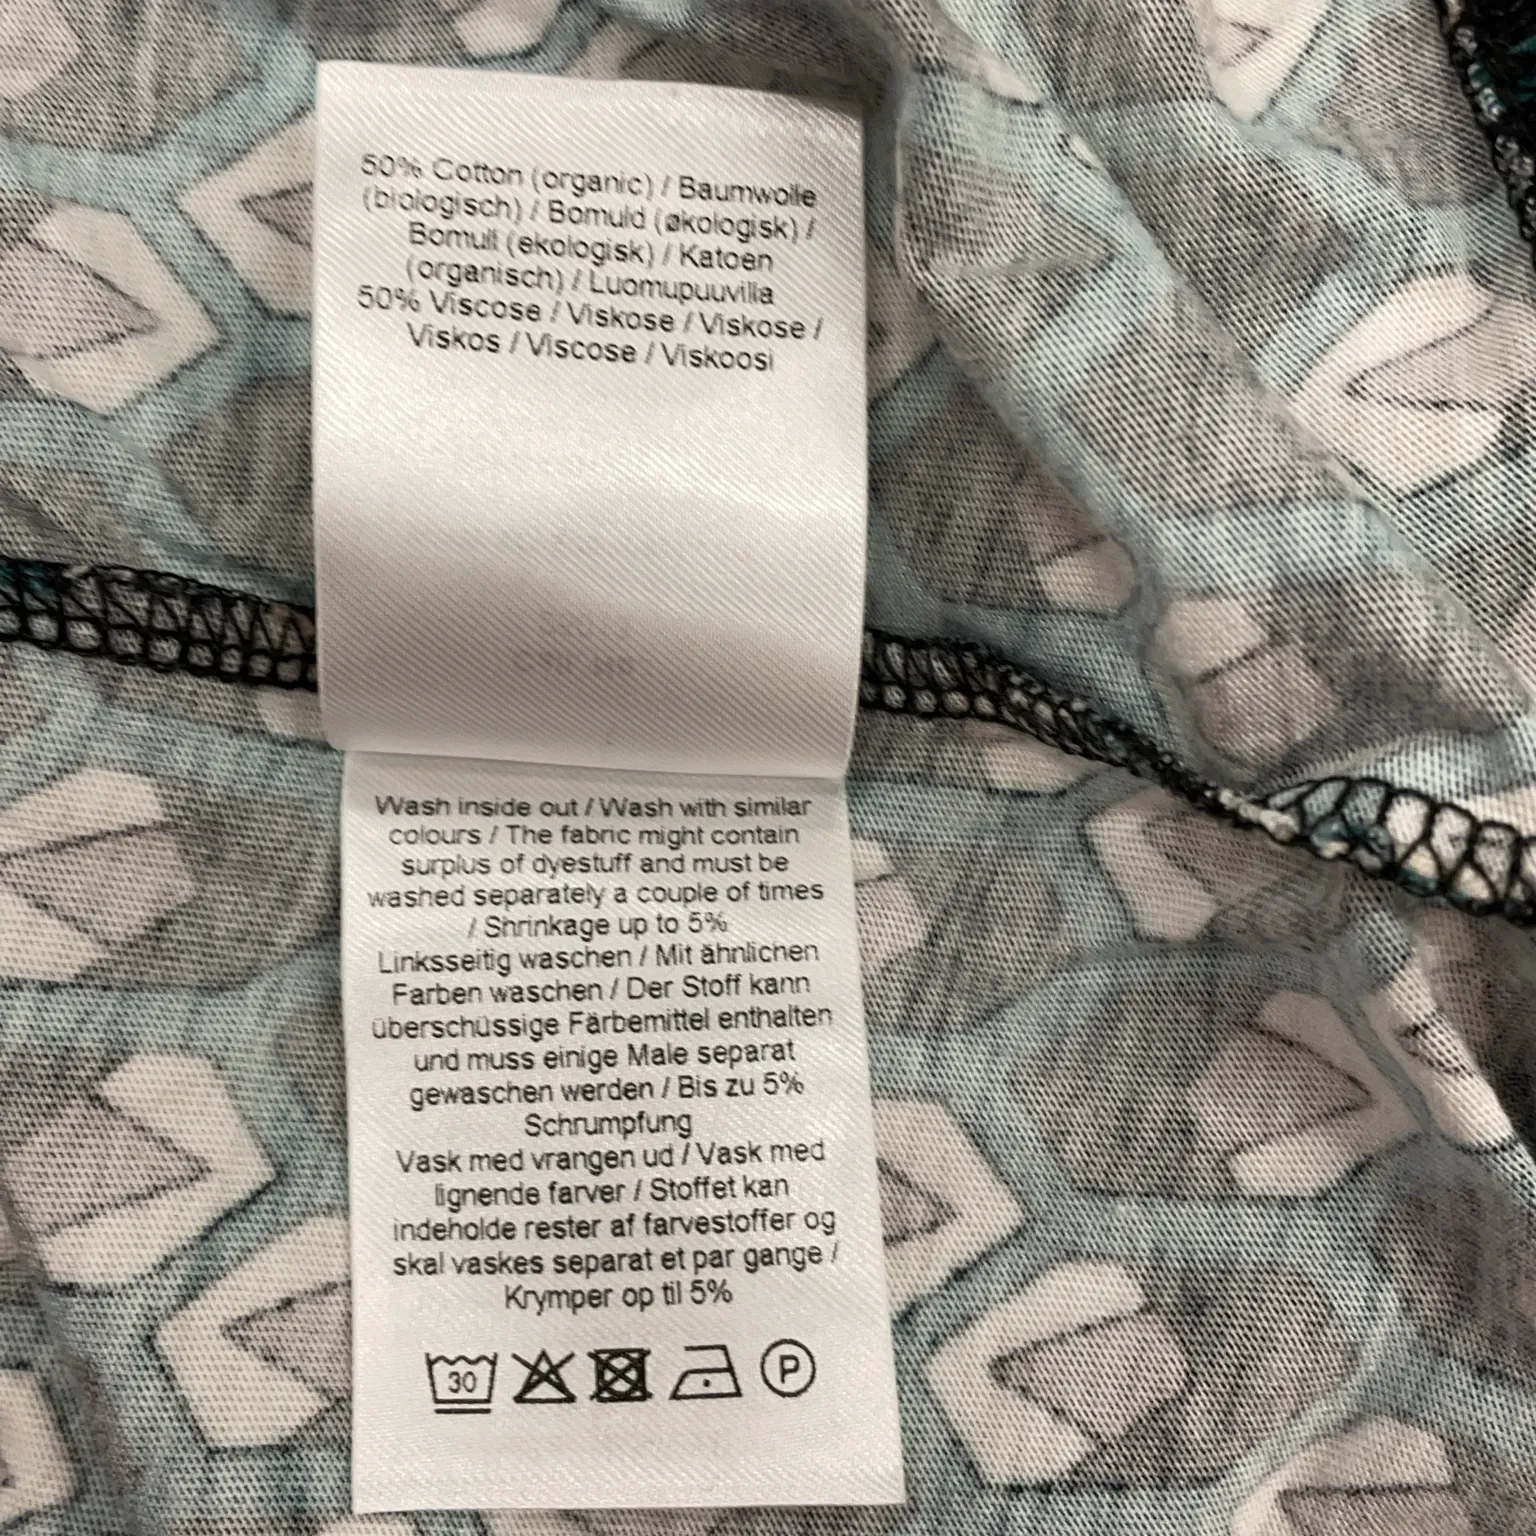 50% Cotton (organic) / Baumwolle
(biologisch) / Bomuld (økologisk) /
Bomull (ekologisk) / Katoen
(organisch) / Luomupuuvilla
50% Viscose / Viskose / Viskose /
Viskos / Viscose / Viskoosi
Wash inside out / Wash with similar
colours / The fabric might contain
surplus of dyestuff and must be
washed separately a couple of times
/ Shrinkage up to 5%
Linksseitig waschen / Mit ähnlichen
Farben waschen / Der Stoff kann
überschüssige Färbemittel enthalten
und muss einige Male separat
gewaschen werden / Bis zu 5%
Schrumpfung
Vask med vrangen ud / Vask med
lignende farver / Stoffet kan
indeholde rester af farvestoffer og
skal vaskes separat et par gange /
Krymper op til 5%
30 P